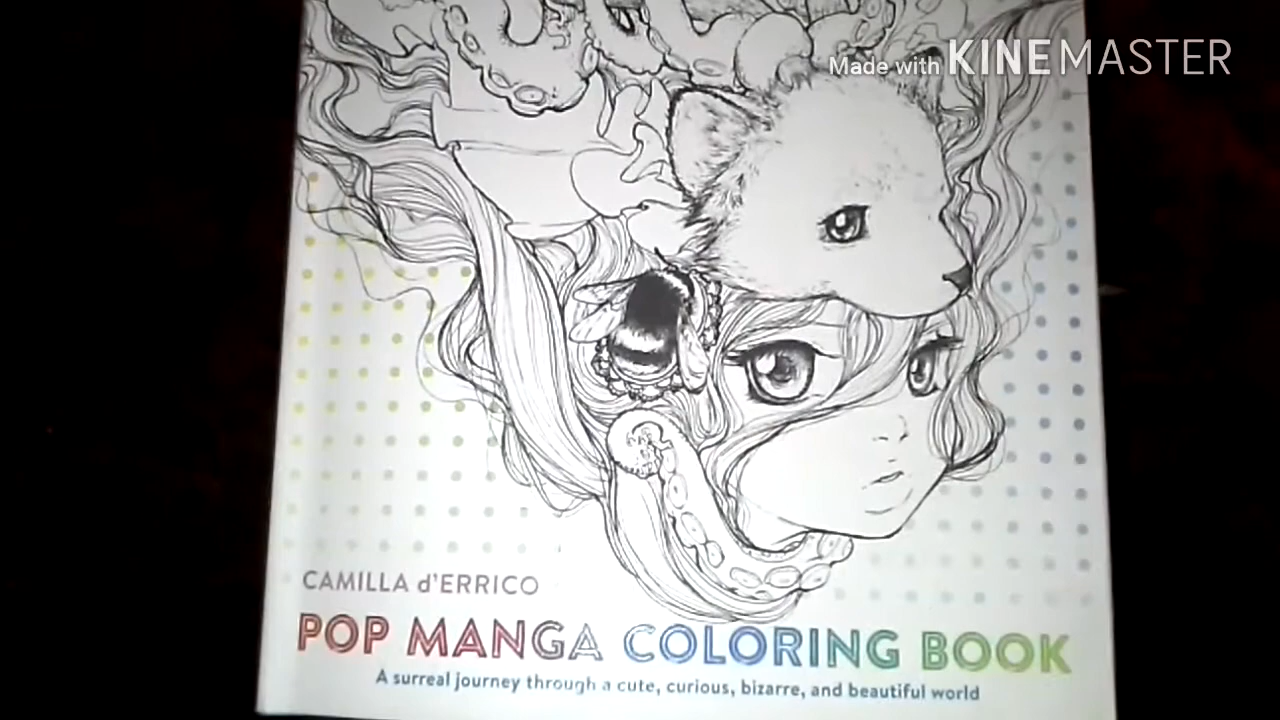 Made with KINEMASTER
CAMILLA d'ERRICO
POP MANGA COLORING BOOK
A surreal journey through a cute, curious, bizarre, and beautiful world